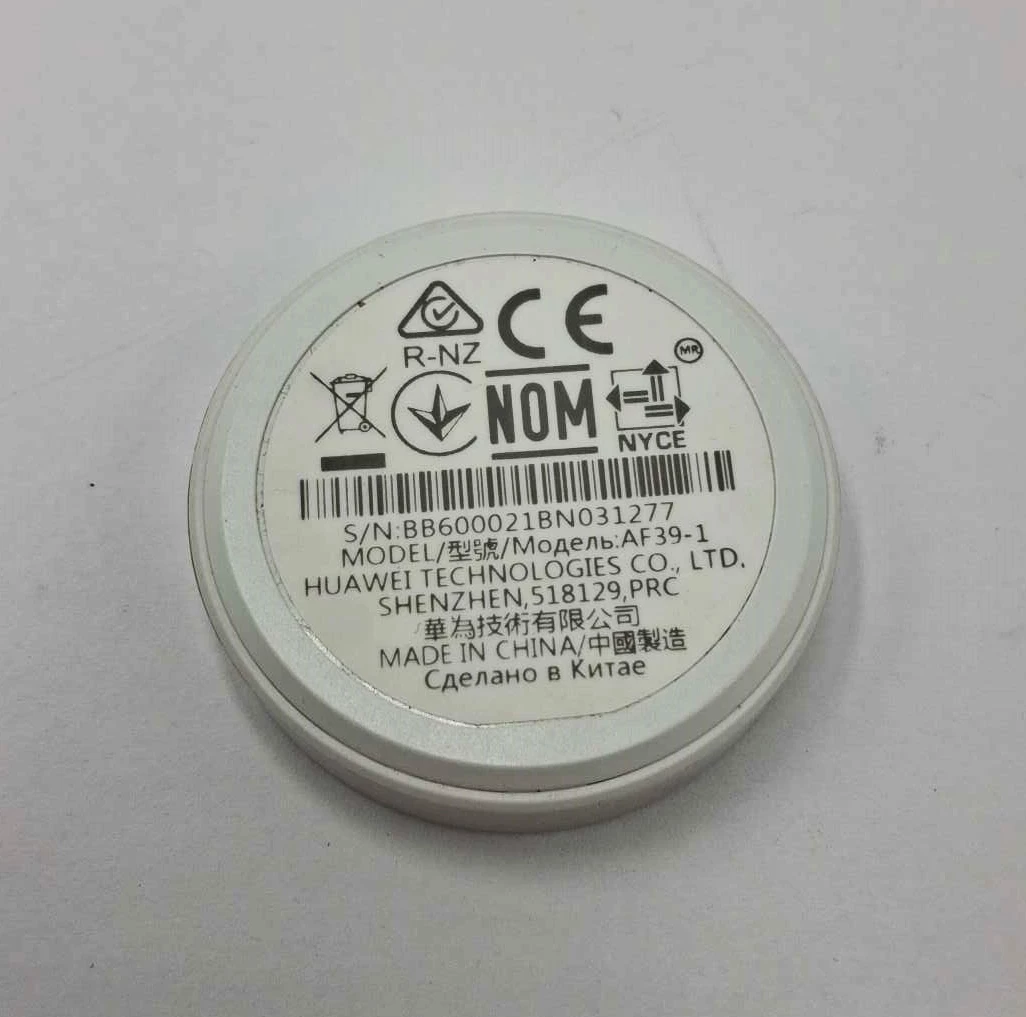 CE
R-NZ
MR
NOM
NYCE
S/N:BB600021BN031277
MODEL/型號/Модель:AF39-1
HUAWEI TECHNOLOGIES CO., LTD.
SHENZHEN,518129,PRC
華為技術有限公司
MADE IN CHINA/中國製造
Сделано в Китае